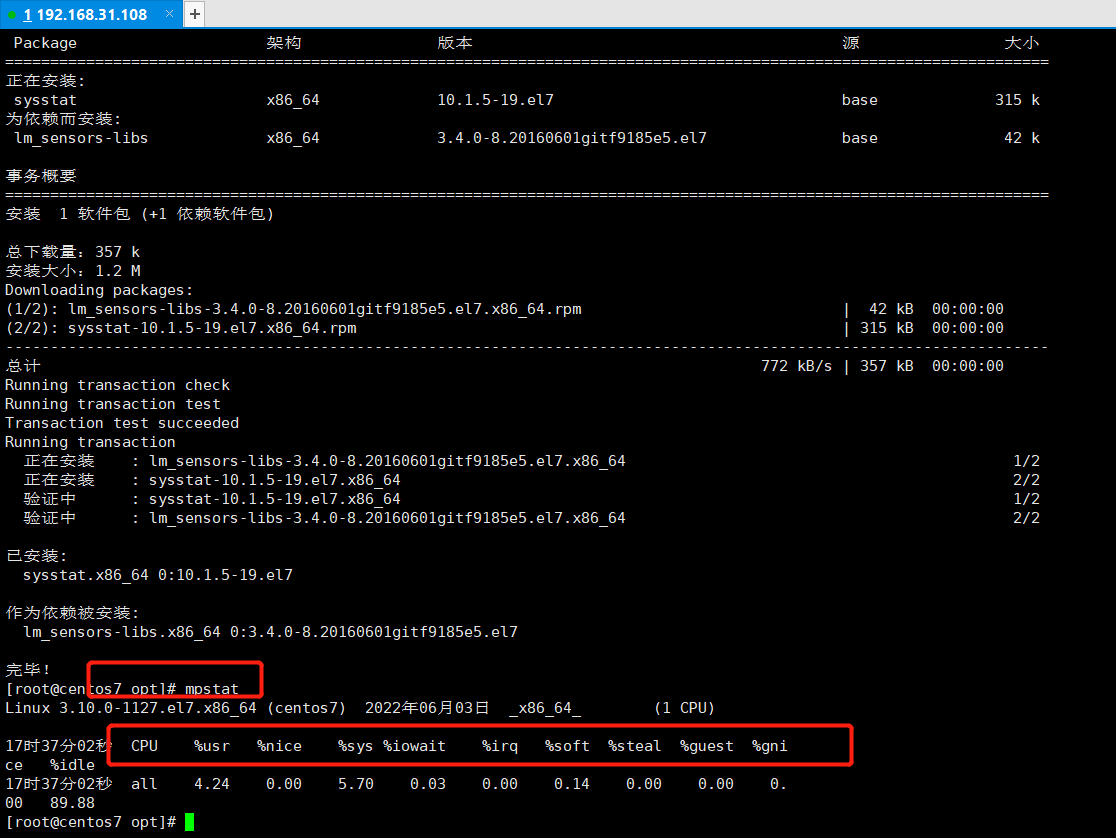 1 192.168.31.108 × +
Package 架构 版本 源 大小
================================================================================
正在安装:
sysstat x86_64 10.1.5-19.el7 base 315 k
为依赖而安装:
lm_sensors-libs x86_64 3.4.0-8.20160601gitf9185e5.el7 base 42 k
事务概要
================================================================================
安装 1 软件包 (+1 依赖软件包)
总下载量：357 k
安装大小：1.2 M
Downloading packages:
(1/2): lm_sensors-libs-3.4.0-8.20160601gitf9185e5.el7.x86_64.rpm | 42 kB 00:00:00
(2/2): sysstat-10.1.5-19.el7.x86_64.rpm | 315 kB 00:00:00
--------------------------------------------------------------------------------
总计 772 kB/s | 357 kB 00:00:00
Running transaction check
Running transaction test
Transaction test succeeded
Running transaction
正在安装 : lm_sensors-libs-3.4.0-8.20160601gitf9185e5.el7.x86_64 1/2
正在安装 : sysstat-10.1.5-19.el7.x86_64 2/2
验证中 : sysstat-10.1.5-19.el7.x86_64 1/2
验证中 : lm_sensors-libs-3.4.0-8.20160601gitf9185e5.el7.x86_64 2/2
已安装:
sysstat.x86_64 0:10.1.5-19.el7
作为依赖被安装:
lm_sensors-libs.x86_64 0:3.4.0-8.20160601gitf9185e5.el7
完毕！
[root@centos7 opt]# mpstat
Linux 3.10.0-1127.el7.x86_64 (centos7) 2022年06月03日 _x86_64_ (1 CPU)
17时37分02秒 CPU %usr %nice %sys %iowait %irq %soft %steal %guest %gni
ce %idle
17时37分02秒 all 4.24 0.00 5.70 0.03 0.00 0.14 0.00 0.00 0.
00 89.88
[root@centos7 opt]#